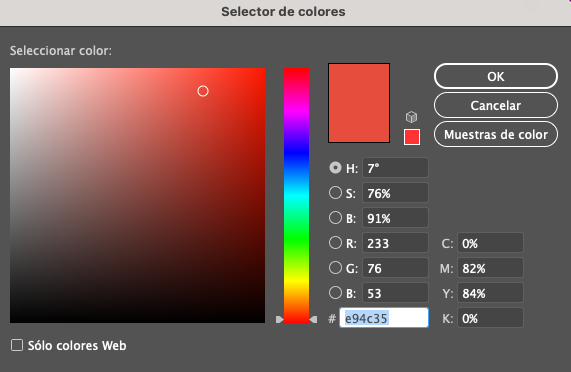 Selector de colores
Seleccionar color:
OK
Cancelar
Muestras de color
H: 7°
S: 76%
B: 91%
R: 233
C: 0%
G: 76
M: 82%
B: 53
Y: 84%
# e94c35
K: 0%
Sólo colores Web